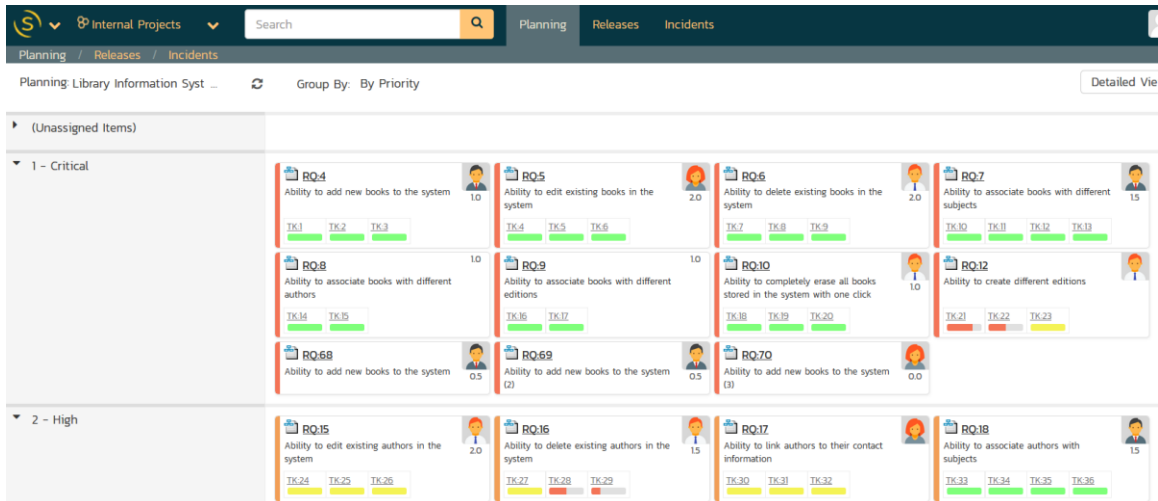 S
Internal Projects
Search
Planning
Releases
Incidents
Planning / Releases / Incidents
Planning: Library Information Syst ...
Group By: By Priority
Detailed Vie
(Unassigned Items)
1 - Critical
RQ:4
Ability to add new books to the system
1.0
TK:1 TK:2 TK:3
RQ:5
Ability to edit existing books in the
system
2.0
TK:4 TK:5 TK:6
RQ:6
Ability to delete existing books in the
system
2.0
TK:7 TK:8 TK:9
RQ:7
Ability to associate books with different
subjects
1.5
TK:10 TK:11 TK:12 TK:13
RQ:8
1.0
Ability to associate books with different
authors
TK:14 TK:15
RQ:9
1.0
Ability to associate books with different
editions
TK:16 TK:17
RQ:10
Ability to completely erase all books
stored in the system with one click
1.0
TK:18 TK:19 TK:20
RQ:12
Ability to create different editions
TK:21 TK:22 TK:23
RQ:68
Ability to add new books to the system
0.5
RQ:69
Ability to add new books to the system
(2)
0.5
RQ:70
Ability to add new books to the system
(3)
0.0
2 - High
RQ:15
Ability to edit existing authors in the
system
2.0
TK:24 TK:25 TK:26
RQ:16
Ability to delete existing authors in the
system
1.5
TK:27 TK:28 TK:29
RQ:17
Ability to link authors to their contact
information
TK:30 TK:31 TK:32
RQ:18
Ability to associate authors with
subjects
1.5
TK:33 TK:34 TK:35 TK:36